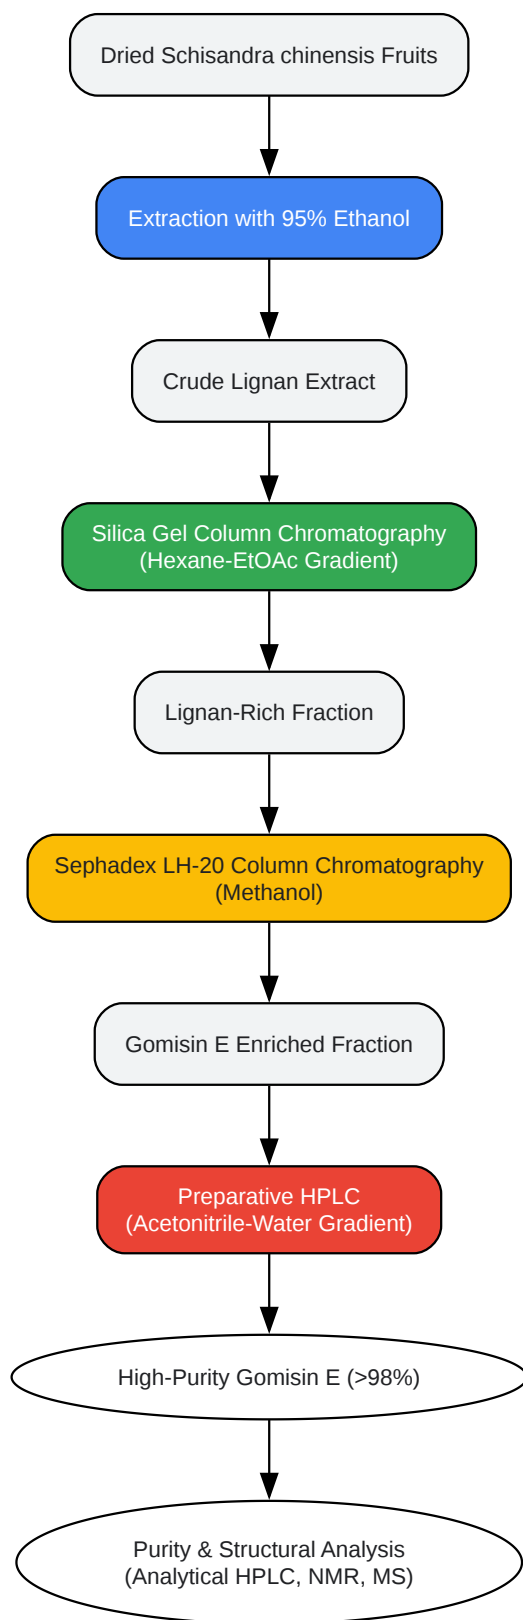 Dried Schisandra chinensis Fruits
Extraction with 95% Ethanol
Crude Lignan Extract
Silica Gel Column Chromatography
(Hexane-EtOAc Gradient)
Lignan-Rich Fraction
Sephadex LH-20 Column Chromatography
(Methanol)
Gomisin E Enriched Fraction
Preparative HPLC
(Acetonitrile-Water Gradient)
High-Purity Gomisin E (>98%)
Purity & Structural Analysis
(Analytical HPLC, NMR, MS)